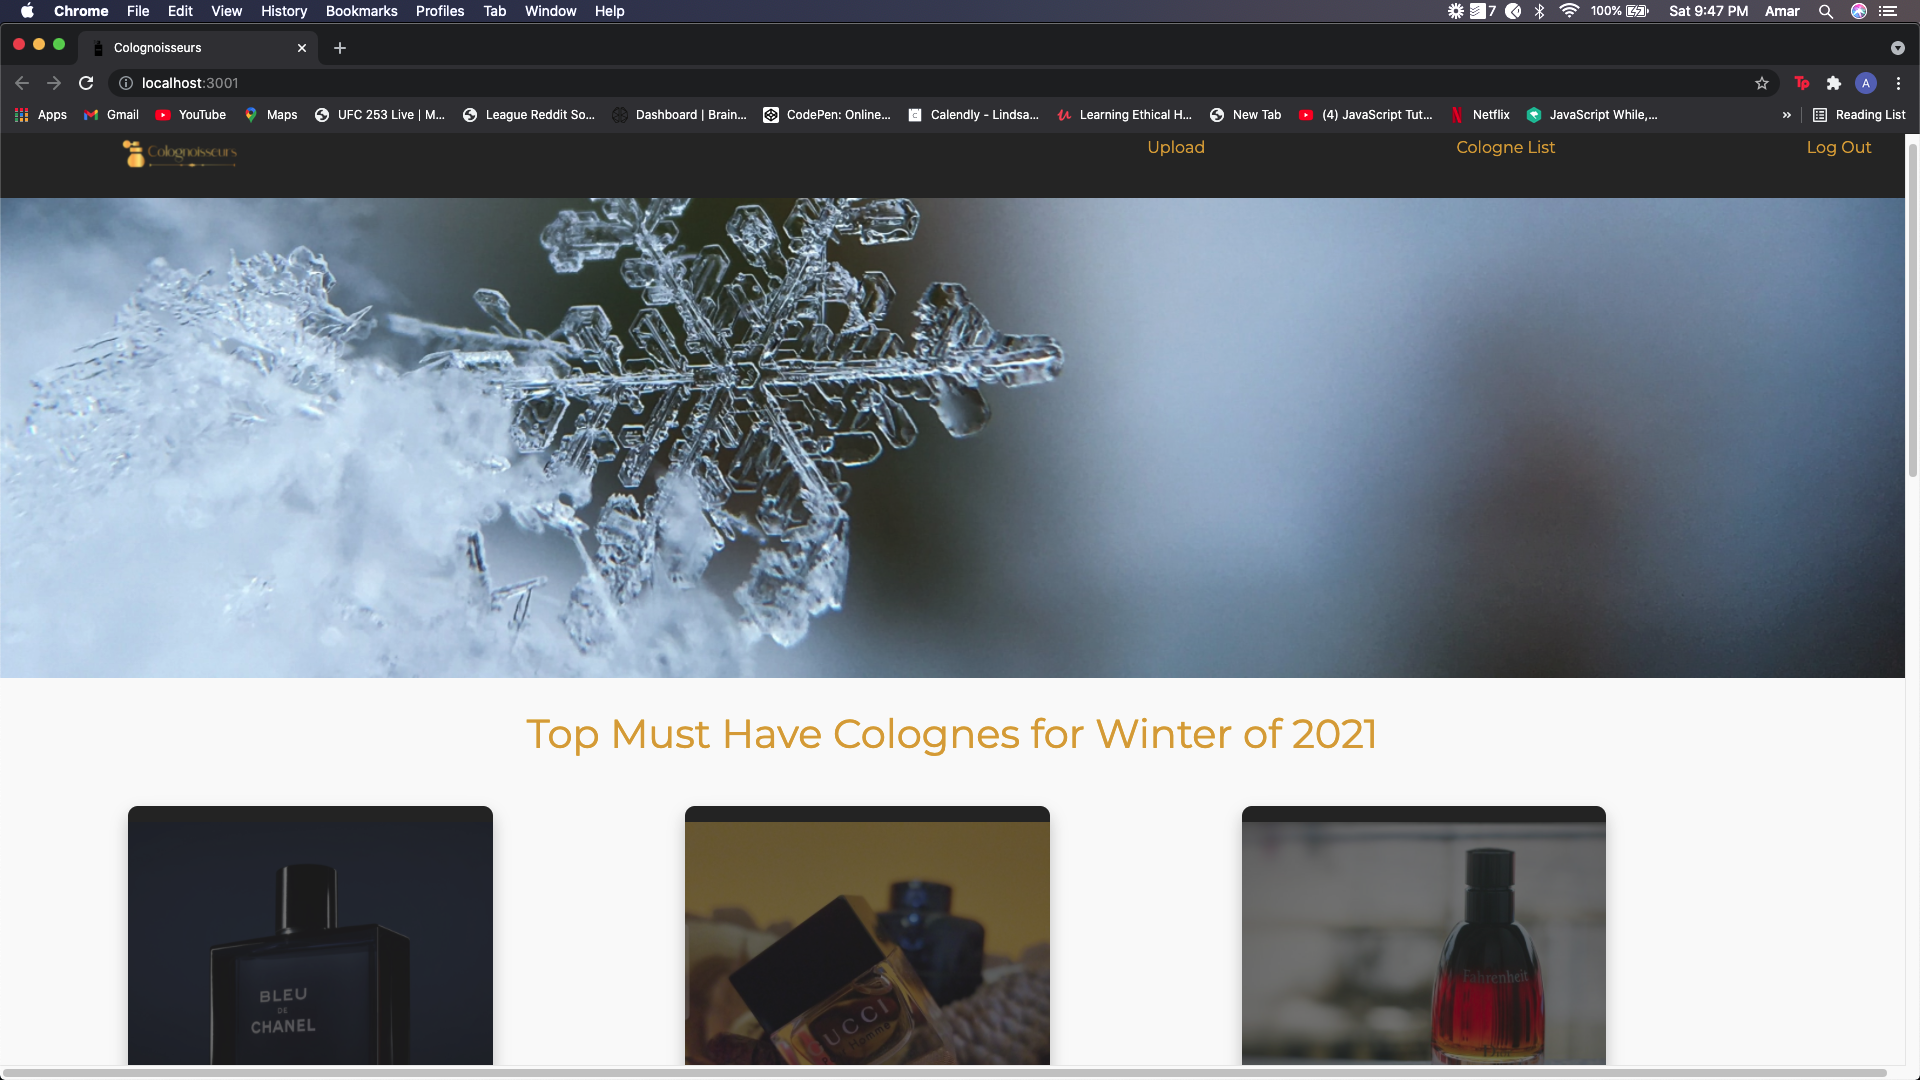 Chrome File Edit View History Bookmarks Profiles Tab Window Help 7 100% Sat 9:47 PM Amar
Colognoisseurs
localhost:3001 A
Apps Gmail YouTube Maps UFC 253 Live | M... League Reddit So... Dashboard | Brain... CodePen: Online... Calendly - Lindsa... Learning Ethical H... New Tab (4) JavaScript Tut... Netflix JavaScript While,... » Reading List
Colognoisseurs Upload Cologne List Log Out
Top Must Have Colognes for Winter of 2021
BLEU
DE
CHANEL
GUCCI
Fahrenheit
Dior